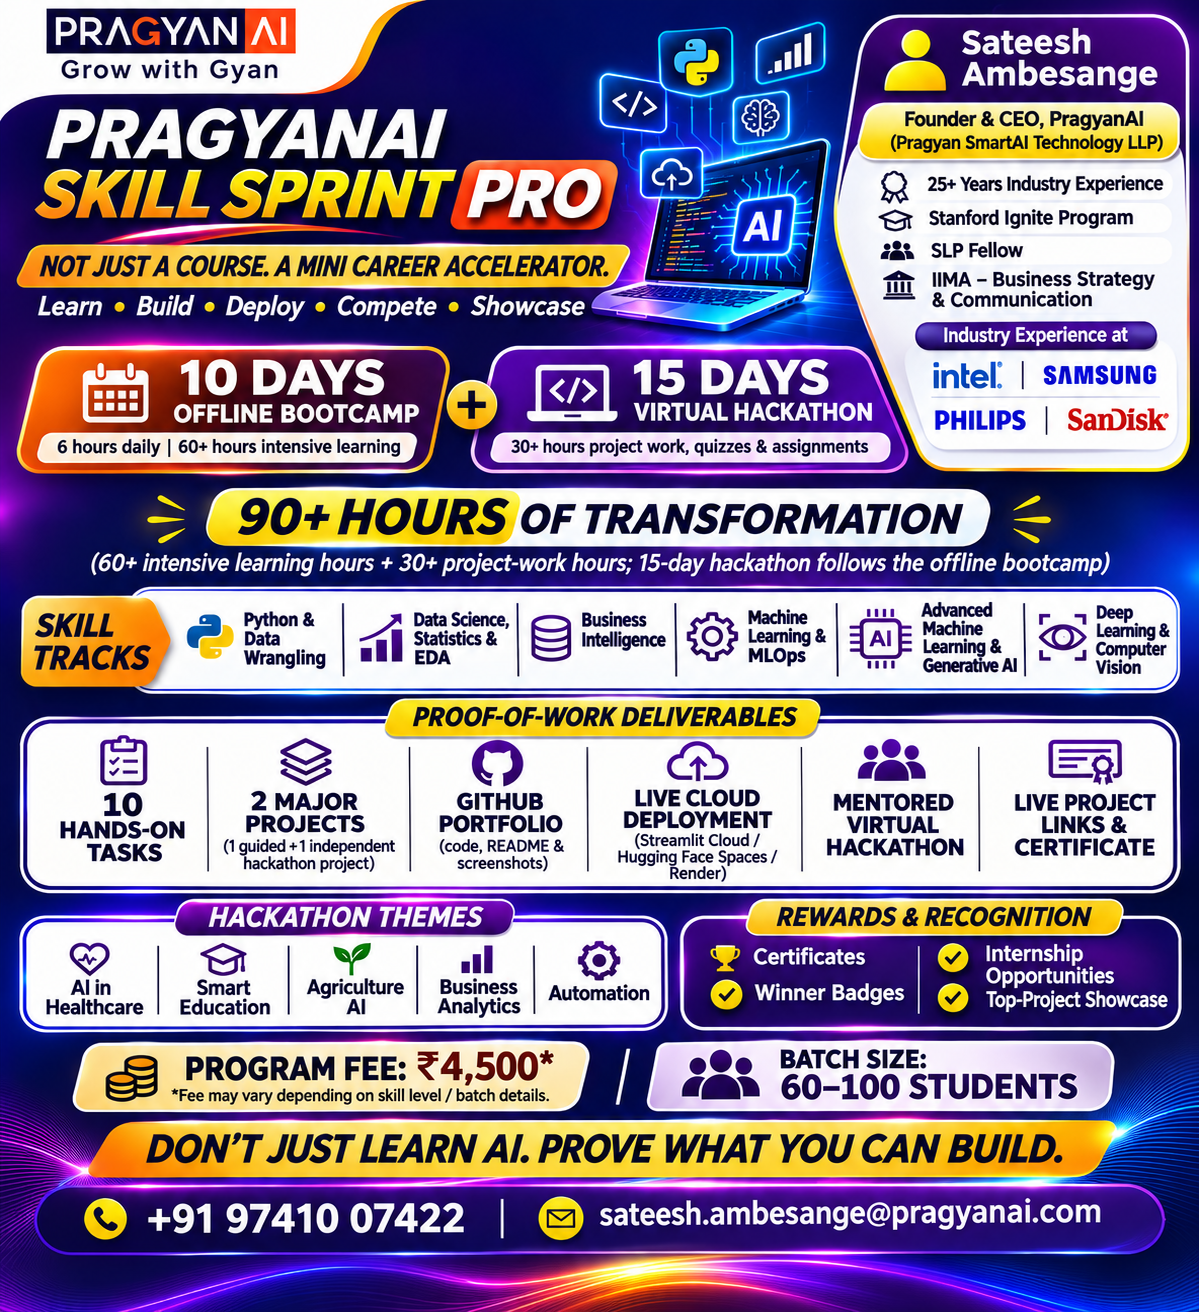 PRAGYAN AI
Grow with Gyan
PRAGYANAI
SKILL SPRINT PRO
NOT JUST A COURSE. A MINI CAREER ACCELERATOR.
Learn • Build • Deploy • Compete • Showcase
</>
AI
Sateesh
Ambesange
Founder & CEO, PragyanAI
(Pragyan SmartAI Technology LLP)
25+ Years Industry Experience
Stanford Ignite Program
SLP Fellow
IIMA – Business Strategy
& Communication
Industry Experience at
intel. | SAMSUNG
PHILIPS | SanDisk
10 DAYS
OFFLINE BOOTCAMP
6 hours daily | 60+ hours intensive learning
+
</>
15 DAYS
VIRTUAL HACKATHON
30+ hours project work, quizzes & assignments
90+ HOURS OF TRANSFORMATION
(60+ intensive learning hours + 30+ project-work hours; 15-day hackathon follows the offline bootcamp)
SKILL
TRACKS
Python &
Data
Wrangling
Data Science,
Statistics &
EDA
Business
Intelligence
Machine
Learning &
MLOps
AI
Advanced
Machine
Learning &
Generative AI
Deep
Learning &
Computer
Vision
PROOF-OF-WORK DELIVERABLES
10
HANDS-ON
TASKS
2 MAJOR
PROJECTS
(1 guided +1 independent
hackathon project)
GITHUB
PORTFOLIO
(code, README &
screenshots)
LIVE CLOUD
DEPLOYMENT
(Streamlit Cloud /
Hugging Face Spaces /
Render)
MENTORED
VIRTUAL
HACKATHON
LIVE PROJECT
LINKS &
CERTIFICATE
HACKATHON THEMES
AI in
Healthcare
Smart
Education
Agriculture
AI
Business
Analytics
Automation
REWARDS & RECOGNITION
Certificates
Winner Badges
Internship
Opportunities
Top-Project Showcase
PROGRAM FEE: ₹4,500*
*Fee may vary depending on skill level / batch details.
BATCH SIZE:
60–100 STUDENTS
DON'T JUST LEARN AI. PROVE WHAT YOU CAN BUILD.
+91 97410 07422 | sateesh.ambesange@pragyanai.com